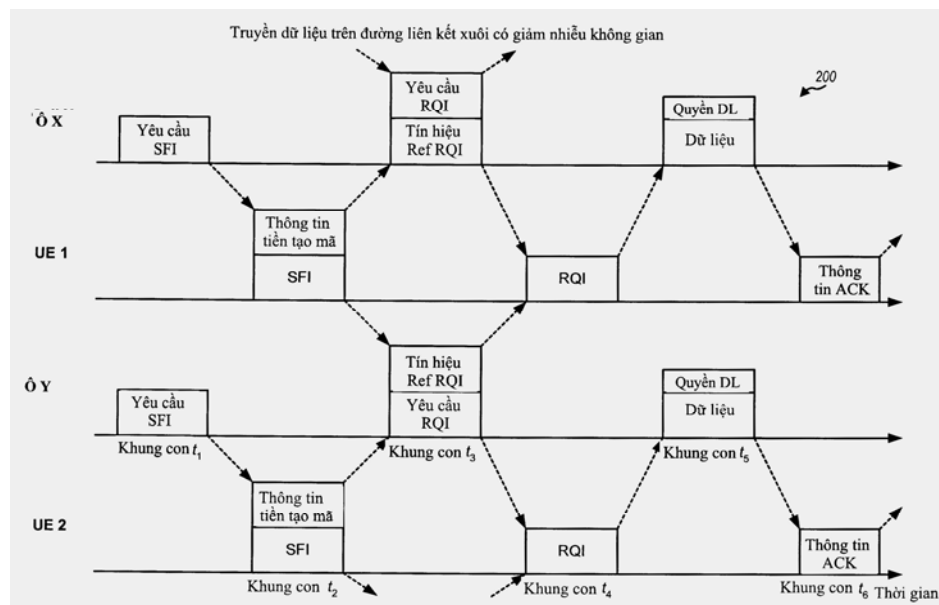 Truyền dữ liệu trên đường liên kết xuôi có giảm nhiễu không gian
200
Ô X
Yêu cầu
SFI
Yêu cầu
RQI
Tín hiệu
Ref RQI
Quyền DL
Dữ liệu
UE 1
Thông tin
tiền tạo mã
SFI
RQI
Thông
tin ACK
Ô Y
Yêu cầu
SFI
Tín hiệu
Ref RQI
Yêu cầu
RQI
Quyền DL
Dữ liệu
Khung con t1
Khung con t3
Khung con t5
UE 2
Thông tin
tiền tạo mã
SFI
RQI
Thông tin
ACK
Khung con t2
Khung con t4
Khung con t6 Thời gian